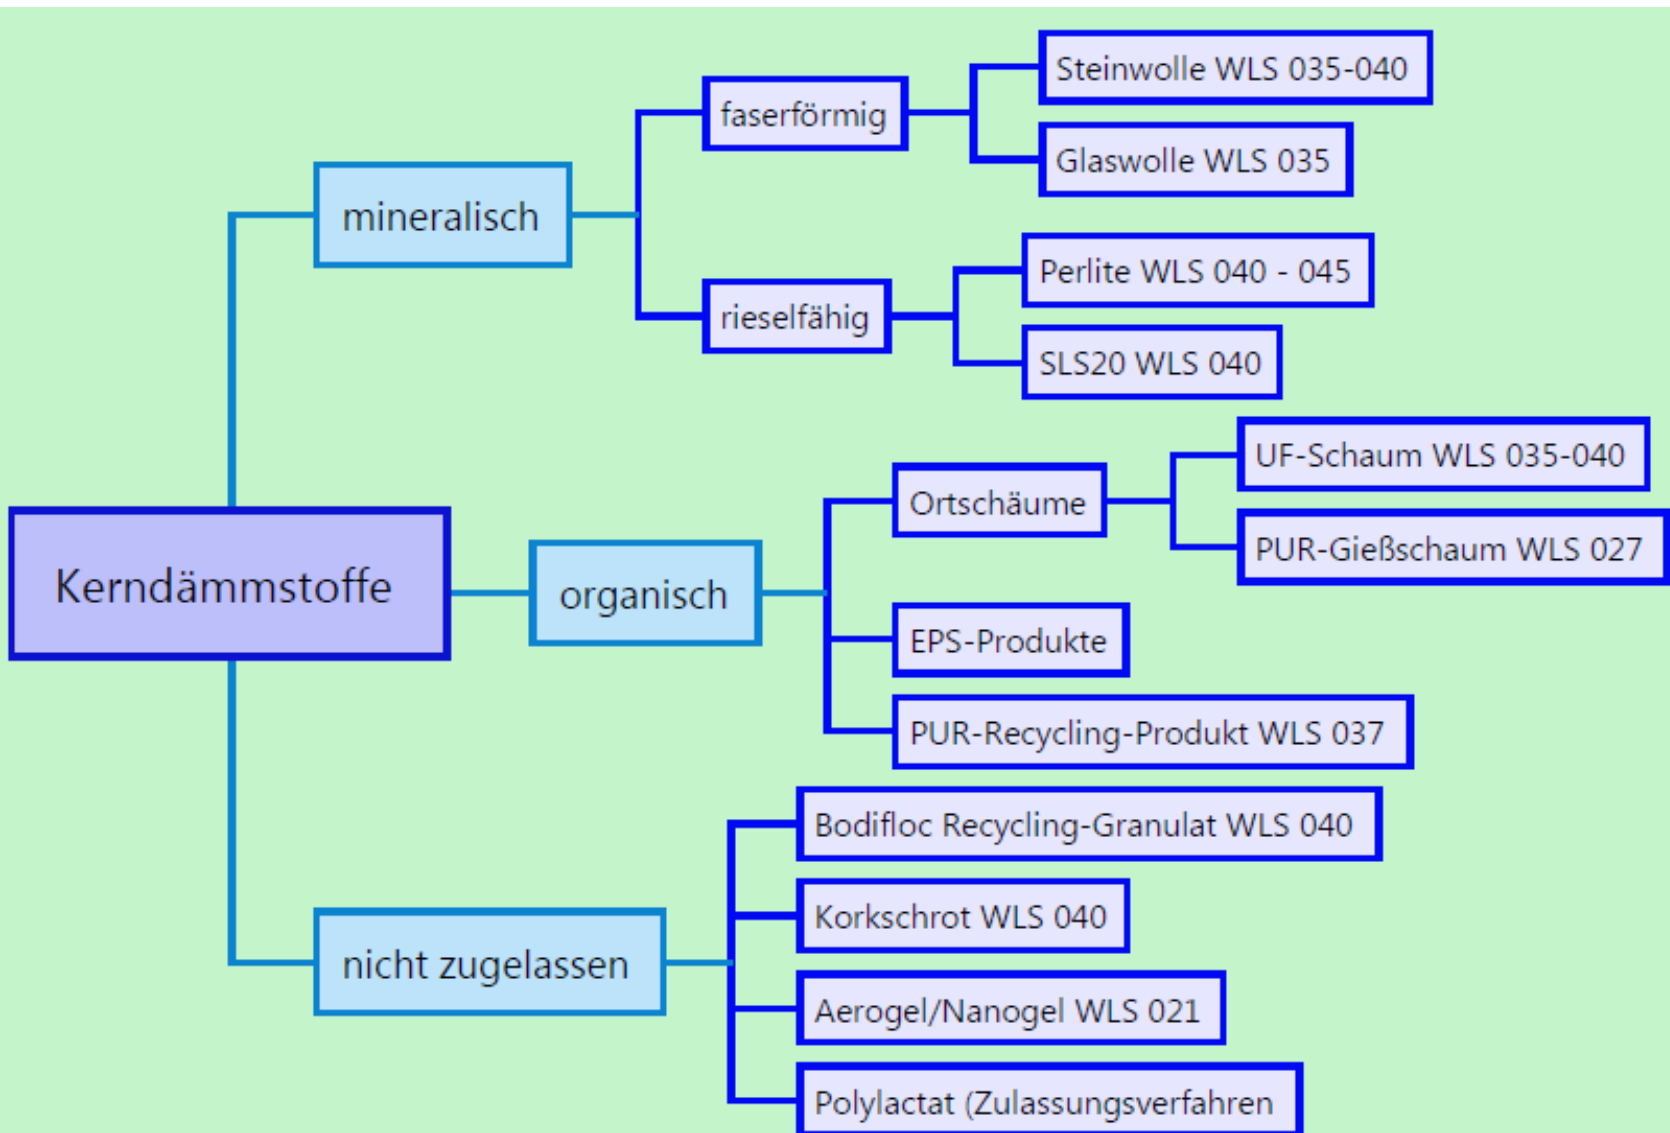 Kerndämmstoffe
mineralisch
faserförmig
Steinwolle WLS 035-040
Glaswolle WLS 035
rieselfähig
Perlite WLS 040 - 045
SLS20 WLS 040
organisch
Ortschäume
UF-Schaum WLS 035-040
PUR-Gießschaum WLS 027
EPS-Produkte
PUR-Recycling-Produkt WLS 037
nicht zugelassen
Bodifloc Recycling-Granulat WLS 040
Korkschrot WLS 040
Aerogel/Nanogel WLS 021
Polylactat (Zulassungsverfahren